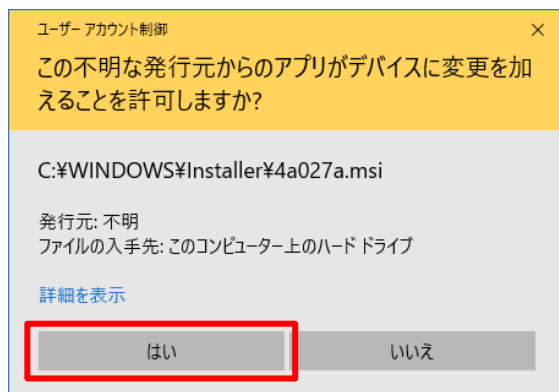 ユーザー アカウント制御
この不明な発行元からのアプリがデバイスに変更を加
えることを許可しますか?
C:¥WINDOWS¥Installer¥4a027a.msi
発行元: 不明
ファイルの入手先: このコンピューター上のハード ドライブ
詳細を表示
はい
いいえ